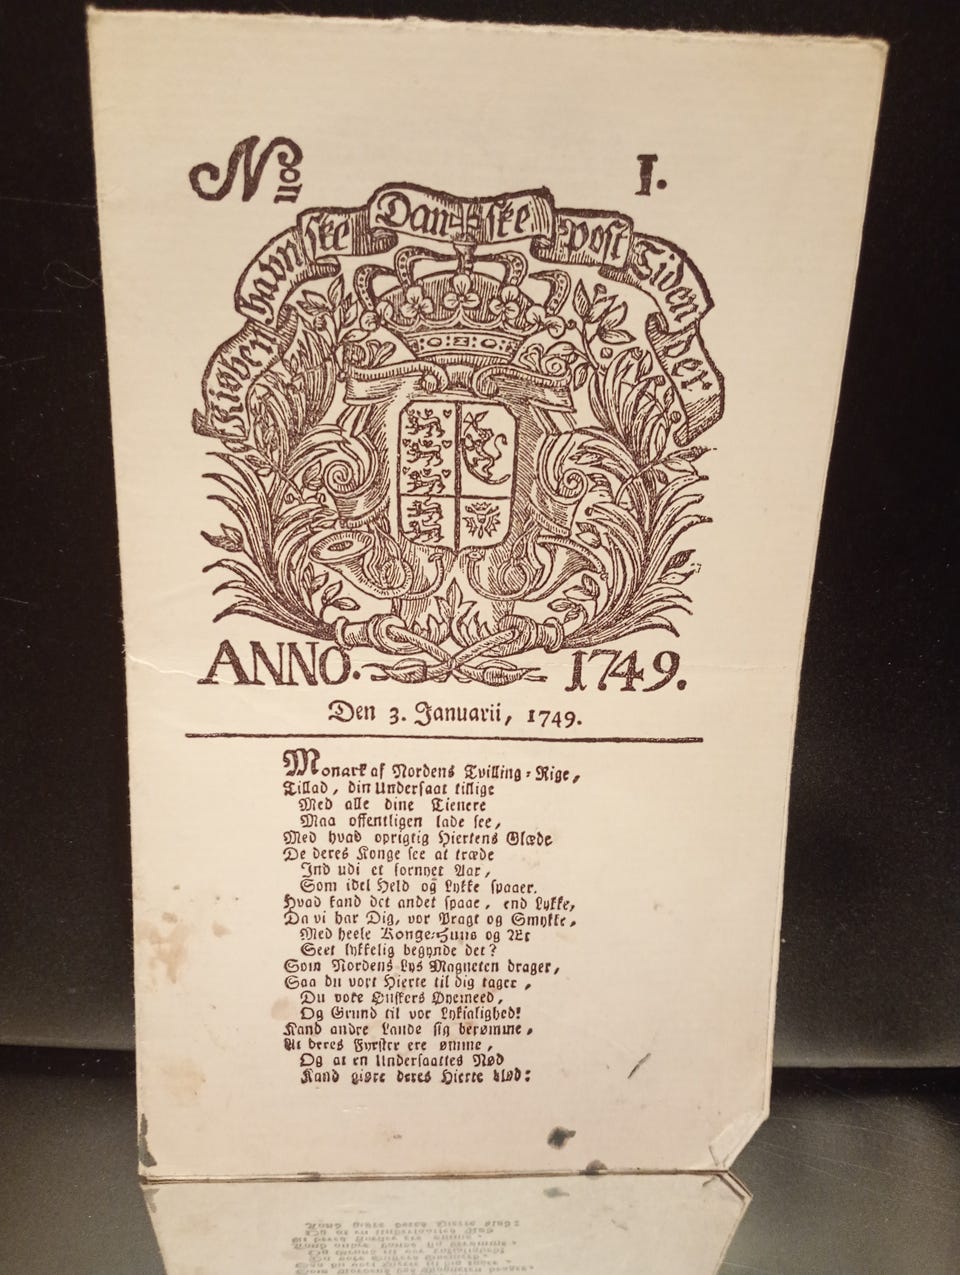 No. 1.
Kiøbenhavnske Danske Post Tidender
ANNO. 1749.
Den 3. Januarii, 1749.
Monark af Nordens Tvilling-Rige,
Tillad, din Undersaat tillige
Med alle dine Tienere
Maa offentligen lade see,
Med hvad oprigtig Hiertens Glæde
De deres Konge see at træde
Ind udi et fornyet Aar,
Som idel Held og Lykke spaaer.
Hvad kand det andet spaae, end Lykke,
Da vi har Dig, vor Pragt og Smykke,
Med heele Konge-Huus og Æt
Seet lykkelig begynde det?
Som Nordens Lys Magneten drager,
Saa du vort Hierte til dig tager,
Du vore Ønskers Øyemeed,
Og Grund til vor Lyksalighed!
Kand andre Lande sig berømme,
At deres Fyrster ere ømme,
Og at en Undersaattes Nød
Kand giøre deres Hierte blød: